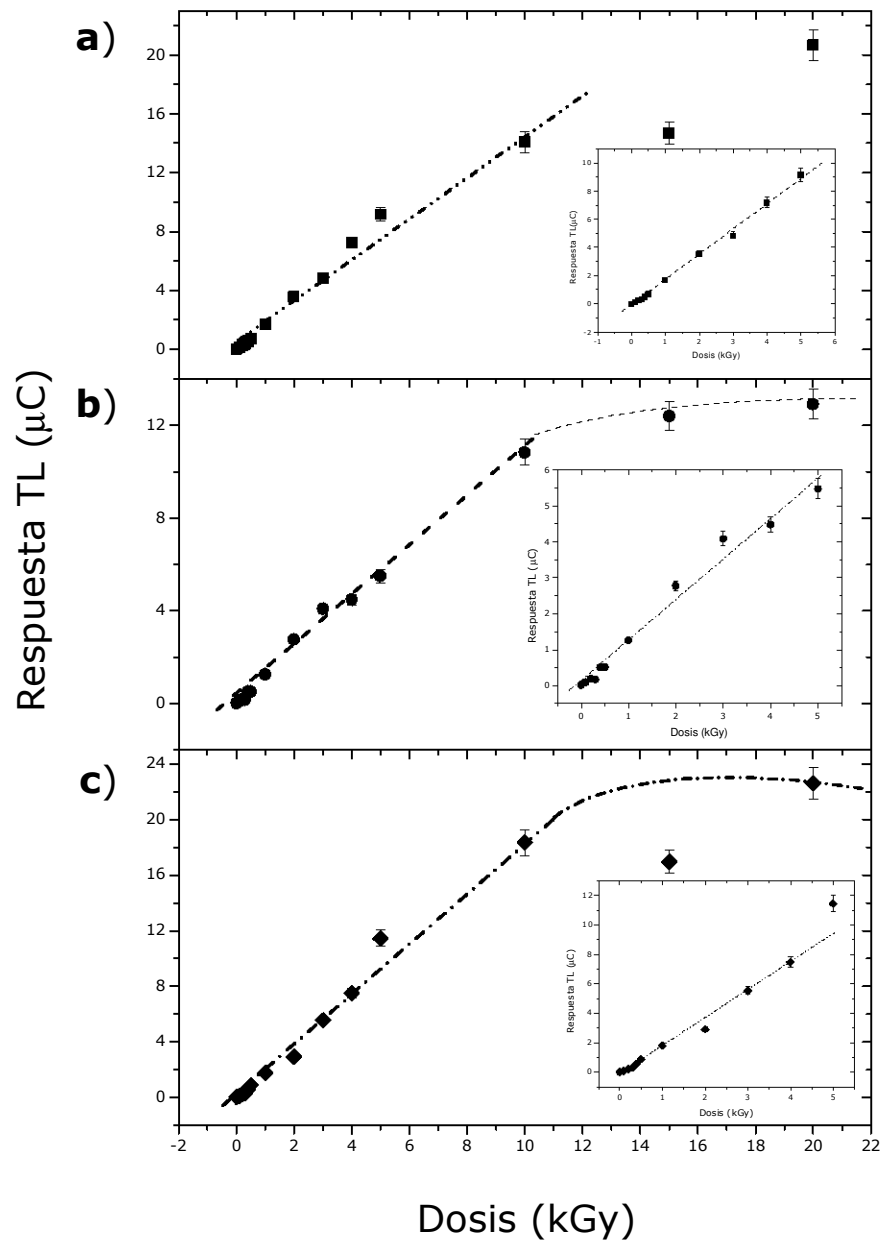 Respuesta TL (μC)
a)
20
16
12
8
4
0
Respuesta TL(μC)
10
8
6
4
2
0
-2
-1 0 1 2 3 4 5 6
Dosis (kGy)
b)
12
8
4
0
Respuesta TL (μC)
6
5
4
3
2
1
0
0 1 2 3 4 5
Dosis (kGy)
c)
24
20
16
12
8
4
0
Respuesta TL (μC)
12
10
8
6
4
2
0
0 1 2 3 4 5
Dosis (kGy)
-2 0 2 4 6 8 10 12 14 16 18 20 22
Dosis (kGy)